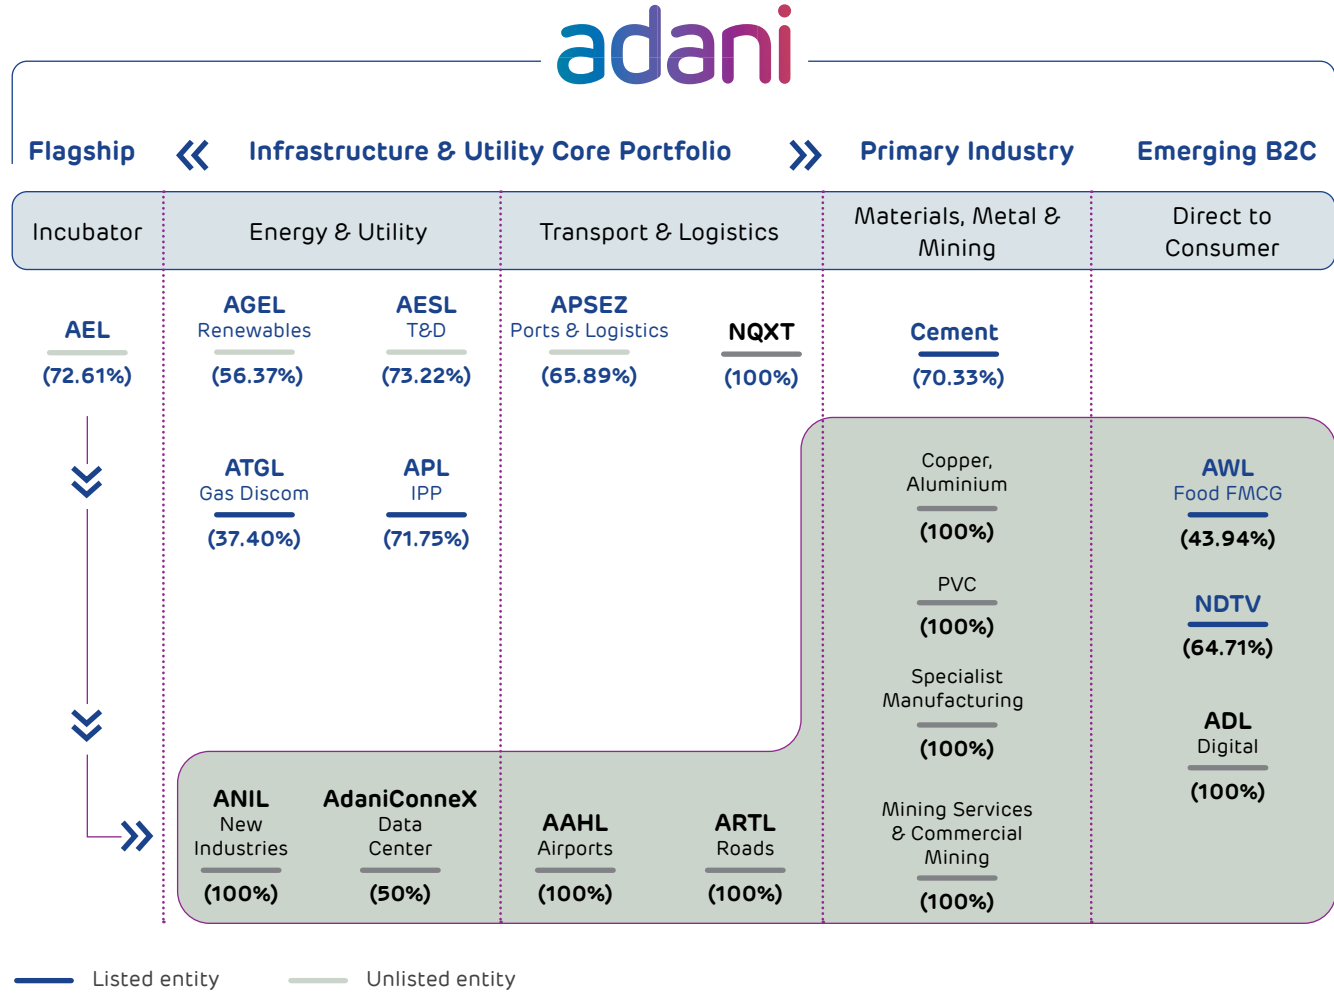 adani
Flagship
Infrastructure & Utility Core Portfolio
Primary Industry
Emerging B2C
Incubator
Energy & Utility
Transport & Logistics
Materials, Metal &
Mining
Direct to
Consumer
AEL
(72.61%)
AGEL
Renewables
(56.37%)
AESL
T&D
(73.22%)
APSEZ
Ports & Logistics
(65.89%)
NQXT
(100%)
Cement
(70.33%)
ATGL
Gas Discom
(37.40%)
APL
IPP
(71.75%)
Copper,
Aluminium
(100%)
PVC
(100%)
Specialist
Manufacturing
(100%)
Mining Services
& Commercial
Mining
(100%)
AWL
Food FMCG
(43.94%)
NDTV
(64.71%)
ADL
Digital
(100%)
ANIL
New
Industries
(100%)
AdaniConneX
Data
Center
(50%)
AAHL
Airports
(100%)
ARTL
Roads
(100%)
Listed entity
Unlisted entity